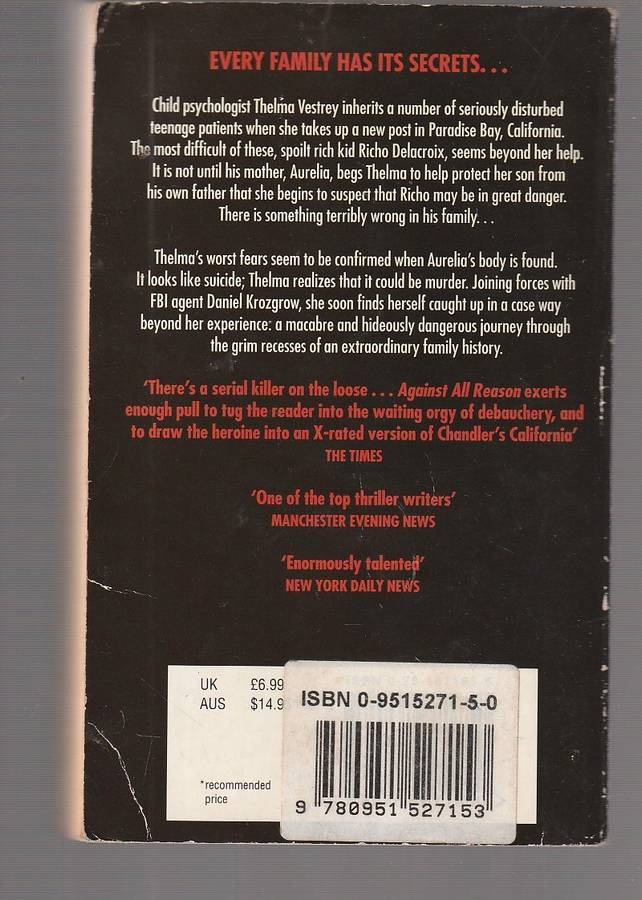 EVERY FAMILY HAS ITS SECRETS. . .
Child psychologist Thelma Vestrey inherits a number of seriously disturbed
teenage patients when she takes up a new post in Paradise Bay, California.
The most difficult of these, spoilt rich kid Richo Delacroix, seems beyond her help.
It is not until his mother, Aurelia, begs Thelma to help protect her son from
his own father that she begins to suspect that Richo may be in great danger.
There is something terribly wrong in his family. . .
Thelma's worst fears seem to be confirmed when Aurelia's body is found.
It looks like suicide; Thelma realizes that it could be murder. Joining forces with
FBI agent Daniel Krozgrow, she soon finds herself caught up in a case way
beyond her experience: a macabre and hideously dangerous journey through
the grim recesses of an extraordinary family history.
'There's a serial killer on the loose . . . Against All Reason exerts
enough pull to tug the reader into the waiting orgy of debauchery, and
to draw the heroine into an X-rated version of Chandler's California'
THE TIMES
'One of the top thriller writers'
MANCHESTER EVENING NEWS
'Enormously talented'
NEW YORK DAILY NEWS
UK £6.99
AUS $14.9
*recommended
price
ISBN 0-9515271-5-0
9 780951 527153